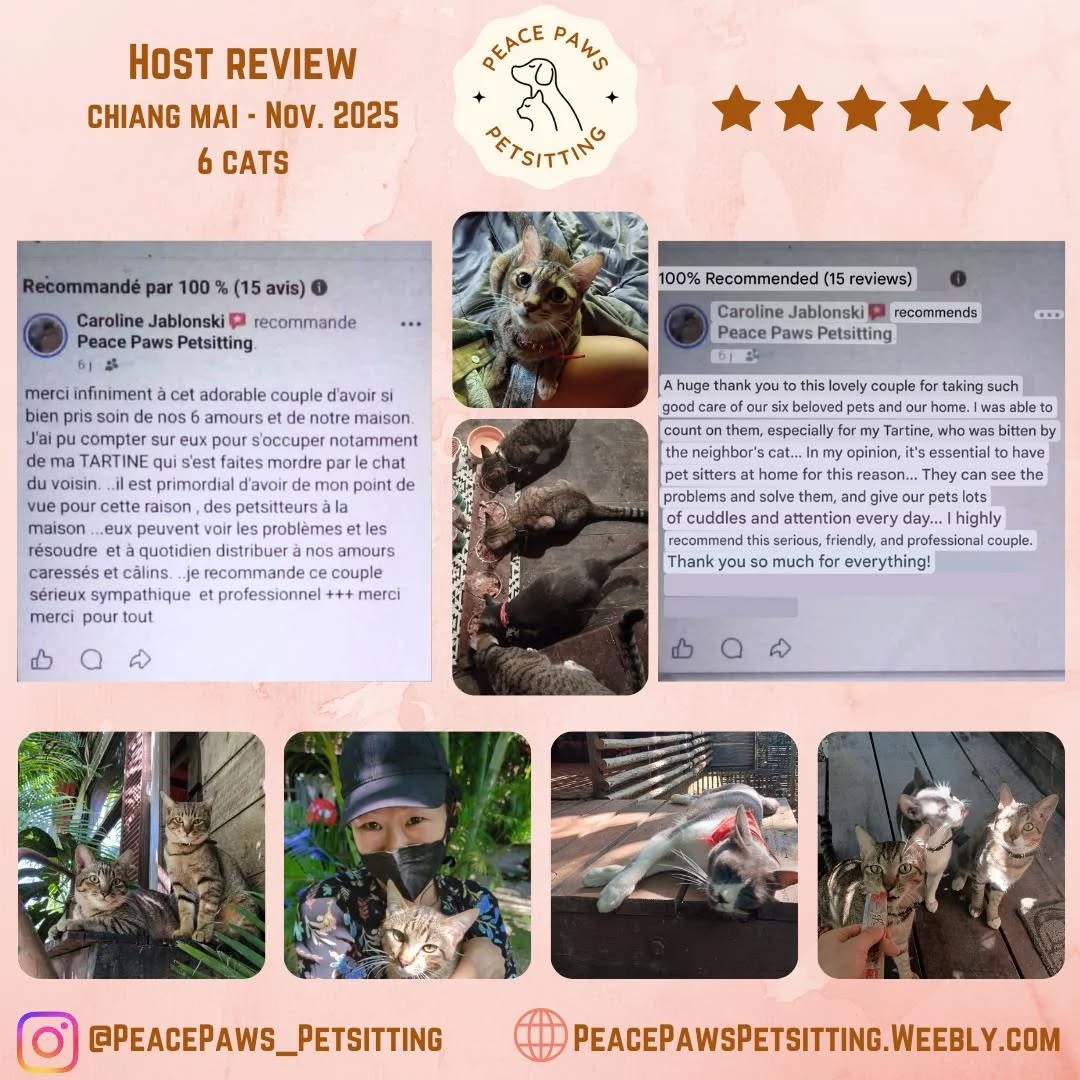 HOST REVIEW
CHIANG MAI - NOV. 2025
6 CATS
PEACE PAWS
PETSITTING
Recommandé par 100 % (15 avis)
Caroline Jablonski recommande
Peace Paws Petsitting.
6 j
merci infiniment à cet adorable couple d'avoir si
bien pris soin de nos 6 amours et de notre maison.
J'ai pu compter sur eux pour s'occuper notamment
de ma TARTINE qui s'est faites mordre par le chat
du voisin. ..il est primordial d'avoir de mon point de
vue pour cette raison , des petsitteurs à la
maison ...eux peuvent voir les problèmes et les
résoudre et à quotidien distribuer à nos amours
caressés et câlins. ..je recommande ce couple
sérieux sympathique et professionnel +++ merci
merci pour tout
100% Recommended (15 reviews)
Caroline Jablonski recommends
Peace Paws Petsitting
6 j
A huge thank you to this lovely couple for taking such
good care of our six beloved pets and our home. I was able to
count on them, especially for my Tartine, who was bitten by
the neighbor's cat... In my opinion, it's essential to have
pet sitters at home for this reason... They can see the
problems and solve them, and give our pets lots
of cuddles and attention every day... I highly
recommend this serious, friendly, and professional couple.
Thank you so much for everything!
@PEACEPAWS_PETSITTING
PEACEPAWSPETSITTING.WEEBLY.COM